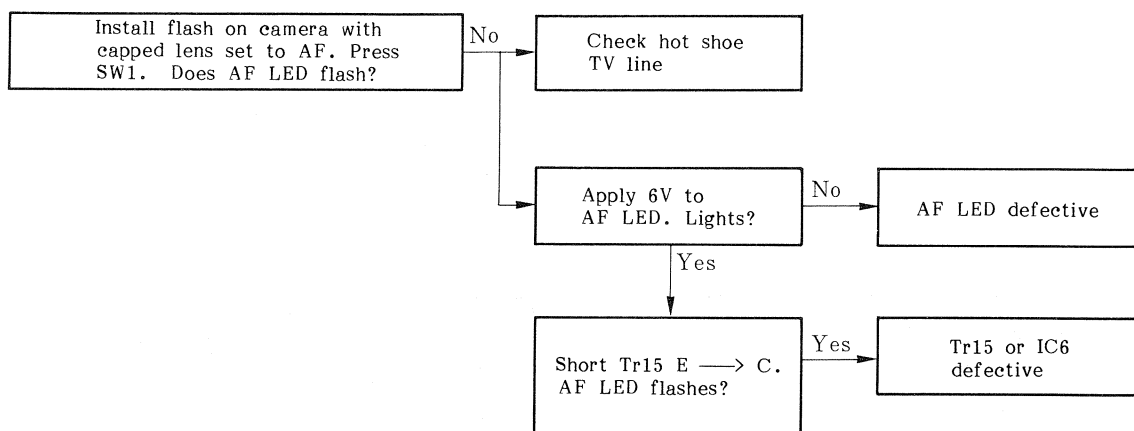 Install flash on camera with
capped lens set to AF. Press
SW1. Does AF LED flash?
No
Check hot shoe
TV line
Apply 6V to
AF LED. Lights?
No
AF LED defective
Yes
Short Tr15 E → C.
AF LED flashes?
Yes
Tr15 or IC6
defective